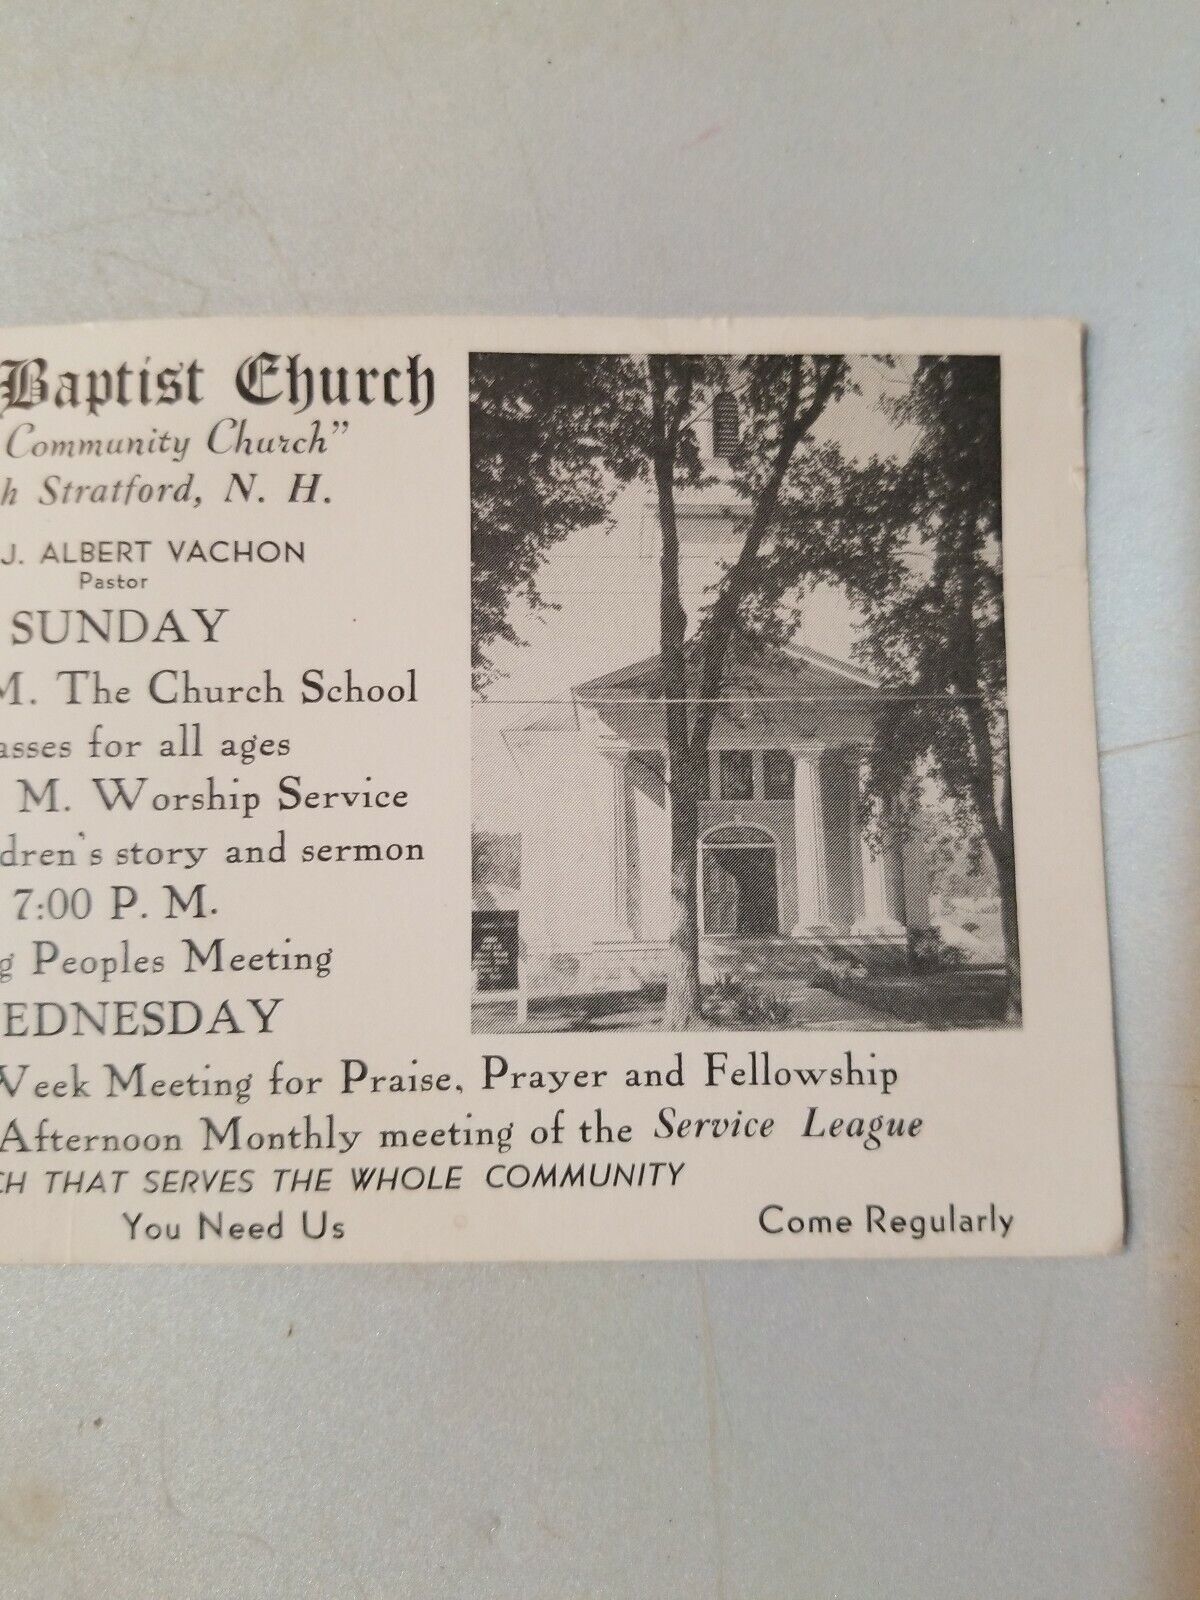 Baptist Church
Community Church"
h Stratford, N. H.
J. ALBERT VACHON
Pastor
SUNDAY
M. The Church School
asses for all ages
M. Worship Service
dren's story and sermon
7:00 P. M.
g Peoples Meeting
EDNESDAY
Week Meeting for Praise, Prayer and Fellowship
Afternoon Monthly meeting of the Service League
CH THAT SERVES THE WHOLE COMMUNITY
You Need Us Come Regularly